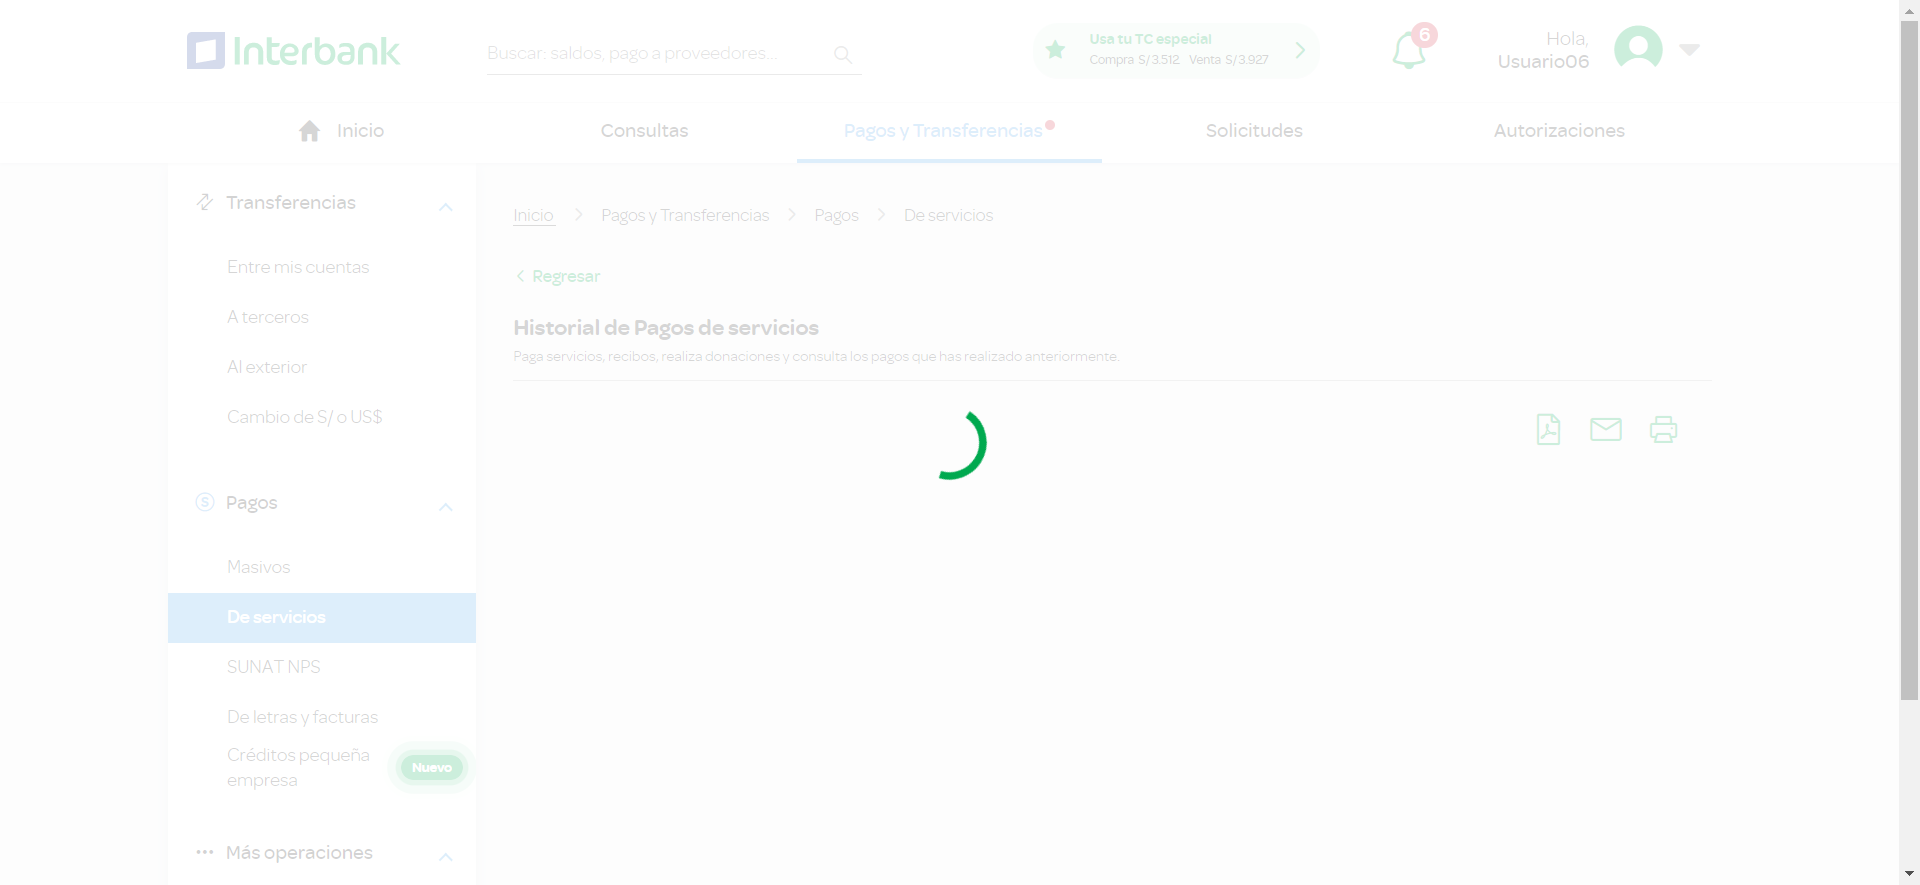 Interbank
Buscar: saldos, pago a proveedores...
Usa tu TC especial
Compra S/3.512 Venta S/3.927
6
Hola,
Usuario06
Inicio
Consultas
Pagos y Transferencias
Solicitudes
Autorizaciones
Transferencias
Entre mis cuentas
A terceros
Al exterior
Cambio de S/ o US$
Pagos
Masivos
De servicios
SUNAT NPS
De letras y facturas
Créditos pequeña
empresa
Nuevo
Más operaciones
Inicio > Pagos y Transferencias > Pagos > De servicios
< Regresar
Historial de Pagos de servicios
Paga servicios, recibos, realiza donaciones y consulta los pagos que has realizado anteriormente.